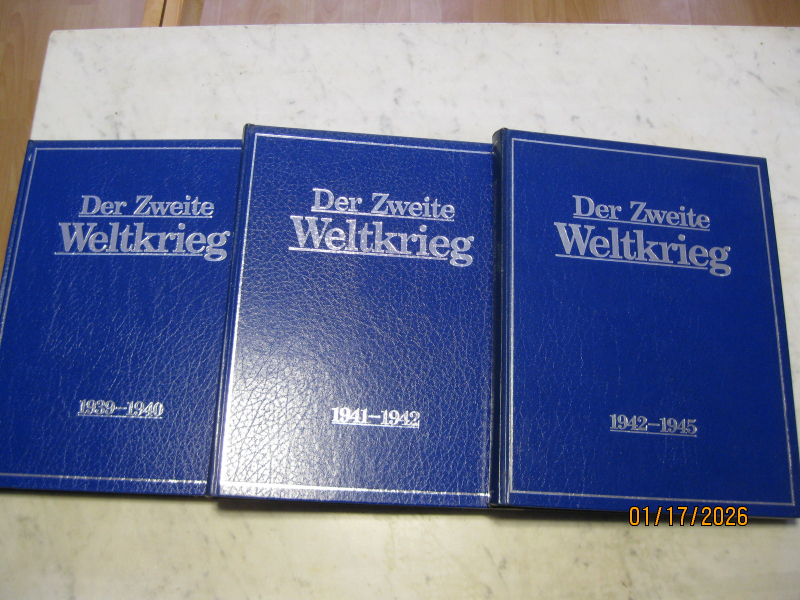 Der Zweite
Weltkrieg
1939–1940
Der Zweite
Weltkrieg
1941–1942
Der Zweite
Weltkrieg
1942–1945
01/17/2026